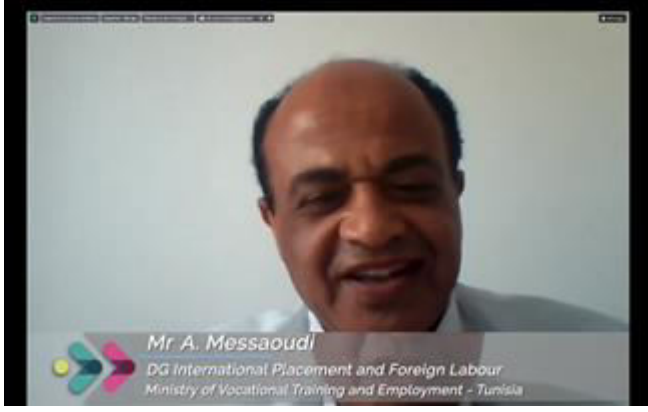 Mr A. Messaoudi
DG International Placement and Foreign Labour
Ministry of Vocational Training and Employment - Tunisia